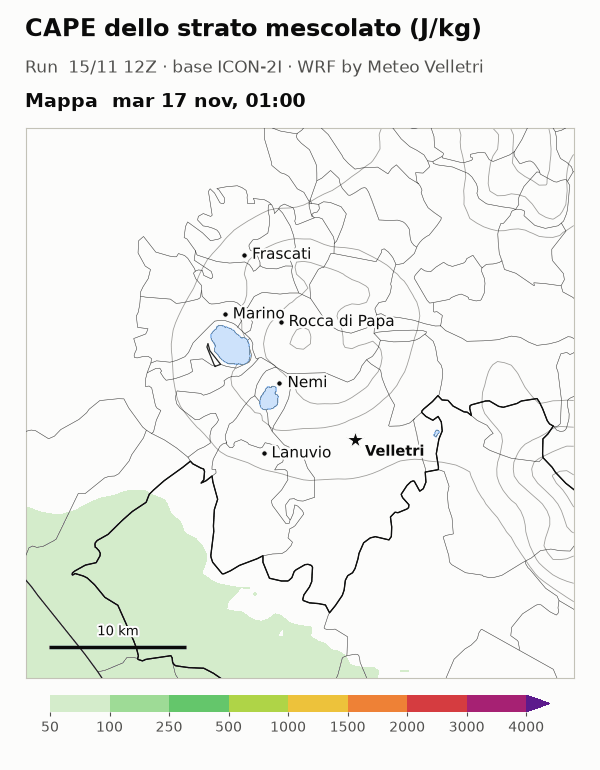 CAPE dello strato mescolato (J/kg)
Run  15/11 12Z · base ICON-2I · WRF by Meteo Velletri
Mappa  mar 17 nov, 01:00
Frascati
Marino
Rocca di Papa
Nemi
Velletri
Lanuvio
10 km
50 100 250 500 1000 1500 2000 3000 4000